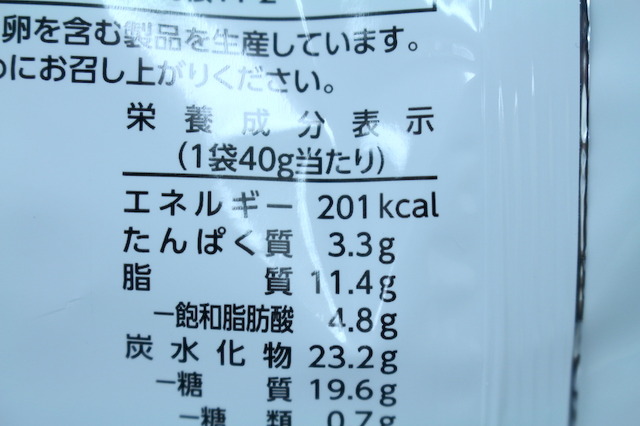 卵を含む製品を生産しています。
にお召し上がりください。
栄養成分表示
(1袋40g当たり)
エネルギー 201kcal
たんぱく質 3.3g
脂質 11.4g
−飽和脂肪酸 4.8g
炭水化物 23.2g
−糖質 19.6g
−糖類 0.7g